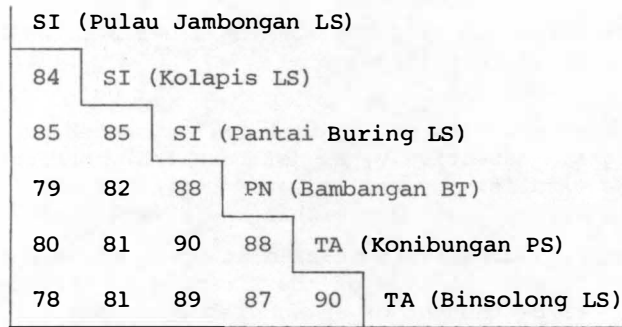 SI (Pulau Jambongan LS)
84 SI (Kolapis LS)
85 85 SI (Pantai Buring LS)
79 82 88 PN (Bambangan BT)
80 81 90 88 TA (Konibungan PS)
78 81 89 87 90 TA (Binsolong LS)